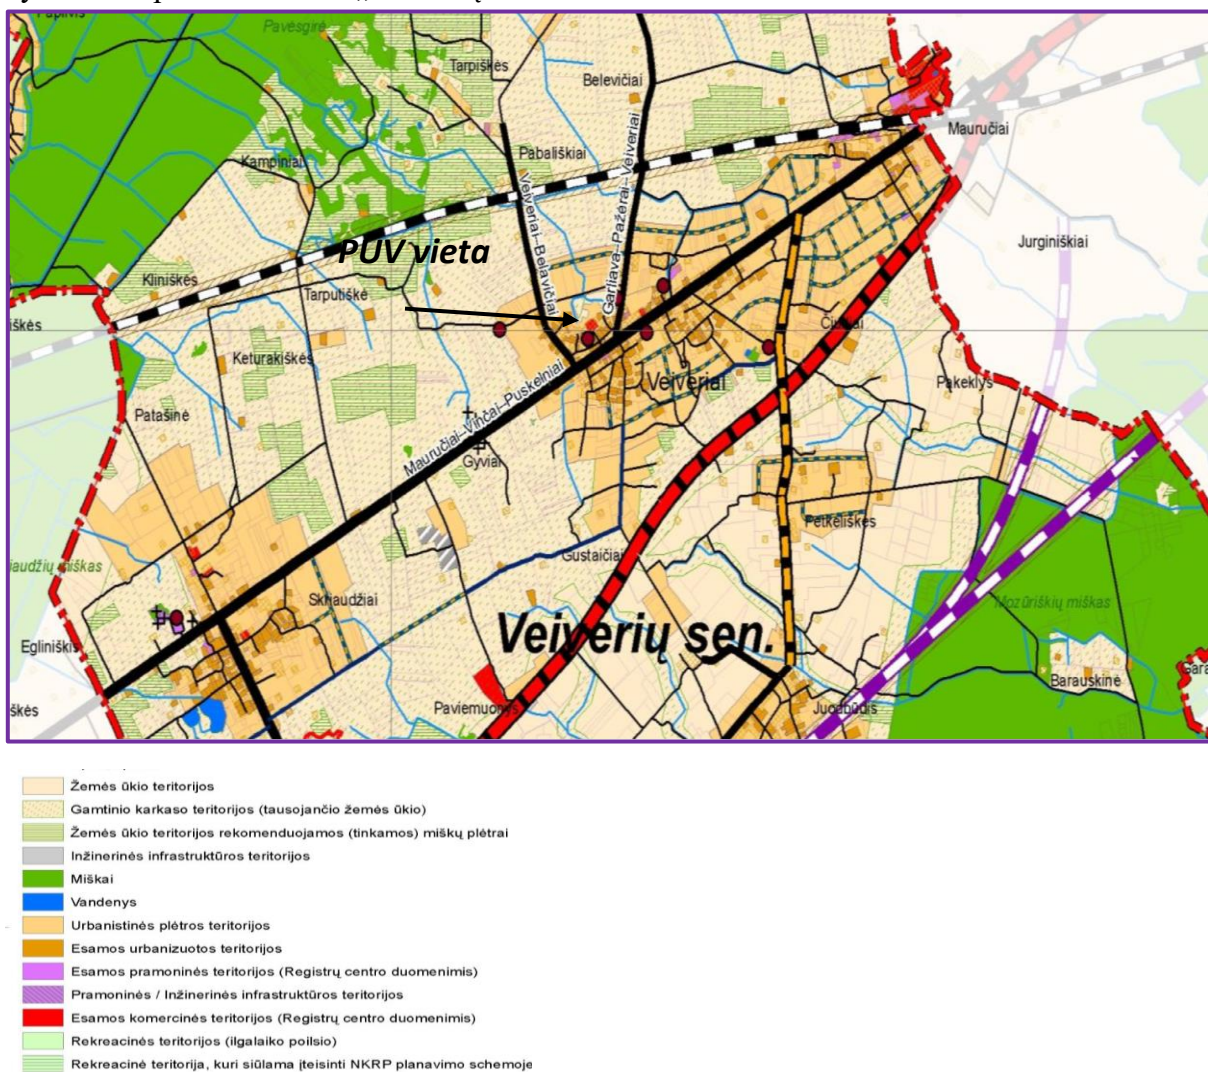 Papilvis
Pavėsgirė
Tarpiškės
Belevičiai
Mauručiai
Kampiniai
Pabališkiai
Veiveriai–Belavičiai
Garliava–Pažėrai–Veiveriai
PUV vieta
Jurginiškiai
Kliniškės
Tarputiškė
iškės
Keturakiškės
Veiveriai
Pakeklys
Patašinė
Mauručiai–Vinčai–Puskelniai
Gyviai
Petkeliškės
Gustaičiai
iaudžių miškas
Skriaudžiai
Mozūriškių miškas
Veiverių sen.
Egliniškis
Barauskinė
škės
Paviemuonys
Juodbūdis
Žemės ūkio teritorijos
Gamtinio karkaso teritorijos (tausojančio žemės ūkio)
Žemės ūkio teritorijos rekomenduojamos (tinkamos) miškų plėtrai
Inžinerinės infrastruktūros teritorijos
Miškai
Vandenys
Urbanistinės plėtros teritorijos
Esamos urbanizuotos teritorijos
Esamos pramoninės teritorijos (Registrų centro duomenimis)
Pramoninės / Inžinerinės infrastruktūros teritorijos
Esamos komercinės teritorijos (Registrų centro duomenimis)
Rekreacinės teritorijos (ilgalaiko poilsio)
Rekreacinė teritorija, kuri siūlama įteisinti NKRP planavimo schemoje